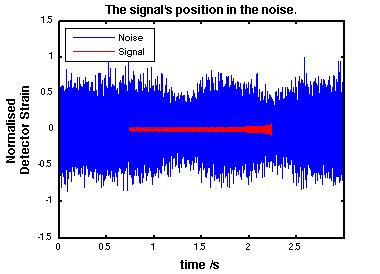 The signal's position in the noise.
1.5
1
0.5
0
-0.5
-1
-1.5
Noise
Signal
Normalised
Detector Strain
0 0.5 1 1.5 2 2.5
time /s